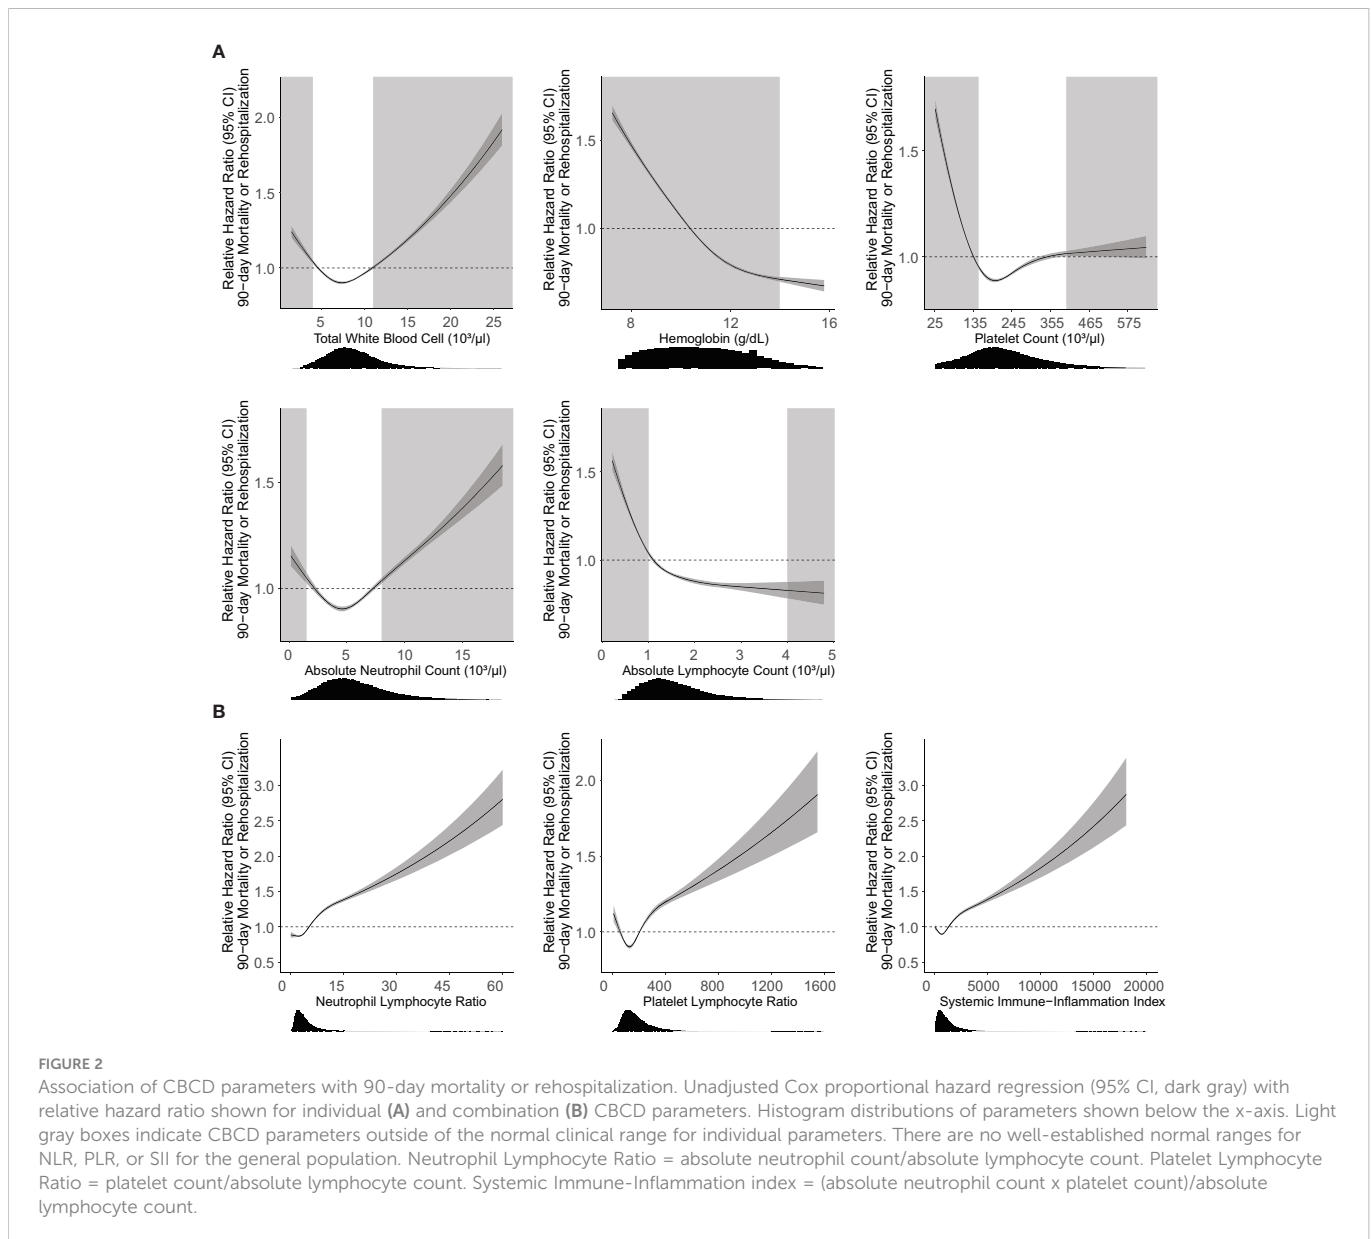 A
Relative Hazard Ratio (95% CI)
90−day Mortality or Rehospitalization
2.0
1.5
1.0
5 10 15 20 25
Total White Blood Cell (10³/µl)
Relative Hazard Ratio (95% CI)
90−day Mortality or Rehospitalization
1.5
1.0
8 12 16
Hemoglobin (g/dL)
Relative Hazard Ratio (95% CI)
90−day Mortality or Rehospitalization
1.5
1.0
25 135 245 355 465 575
Platelet Count (10³/µl)
Relative Hazard Ratio (95% CI)
90−day Mortality or Rehospitalization
1.5
1.0
0 5 10 15
Absolute Neutrophil Count (10³/µl)
Relative Hazard Ratio (95% CI)
90−day Mortality or Rehospitalization
1.5
1.0
0 1 2 3 4 5
Absolute Lymphocyte Count (10³/µl)
B
Relative Hazard Ratio (95% CI)
90−day Mortality or Rehospitalization
3.0
2.5
2.0
1.5
1.0
0.5
0 15 30 45 60
Neutrophil Lymphocyte Ratio
Relative Hazard Ratio (95% CI)
90−day Mortality or Rehospitalization
2.0
1.5
1.0
0 400 800 1200 1600
Platelet Lymphocyte Ratio
Relative Hazard Ratio (95% CI)
90−day Mortality or Rehospitalization
3.0
2.5
2.0
1.5
1.0
0.5
0 5000 10000 15000 20000
Systemic Immune−Inflammation Index
FIGURE 2
Association of CBCD parameters with 90-day mortality or rehospitalization. Unadjusted Cox proportional hazard regression (95% CI, dark gray) with
relative hazard ratio shown for individual (A) and combination (B) CBCD parameters. Histogram distributions of parameters shown below the x-axis. Light
gray boxes indicate CBCD parameters outside of the normal clinical range for individual parameters. There are no well-established normal ranges for
NLR, PLR, or SII for the general population. Neutrophil Lymphocyte Ratio = absolute neutrophil count/absolute lymphocyte count. Platelet Lymphocyte
Ratio = platelet count/absolute lymphocyte count. Systemic Immune-Inflammation index = (absolute neutrophil count x platelet count)/absolute
lymphocyte count.